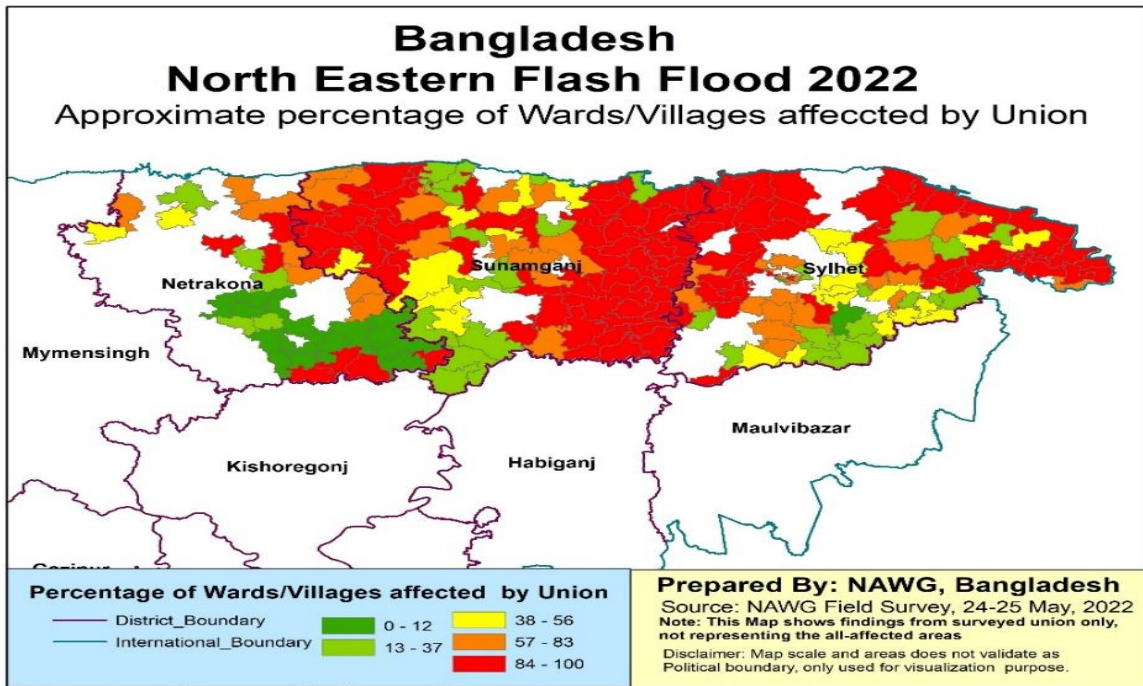 Bangladesh
North Eastern Flash Flood 2022
Approximate percentage of Wards/Villages affeccted by Union
Netrakona
Sunamganj
Sylhet
Mymensingh
Maulvibazar
Kishoregonj
Habiganj
Percentage of Wards/Villages affected by Union
District_Boundary
International_Boundary
0 - 12
13 - 37
38 - 56
57 - 83
84 - 100
Prepared By: NAWG, Bangladesh
Source: NAWG Field Survey, 24-25 May, 2022
Note: This Map shows findings from surveyed union only,
not representing the all-affected areas
Disclaimer: Map scale and areas does not validate as
Political boundary, only used for visualization purpose.